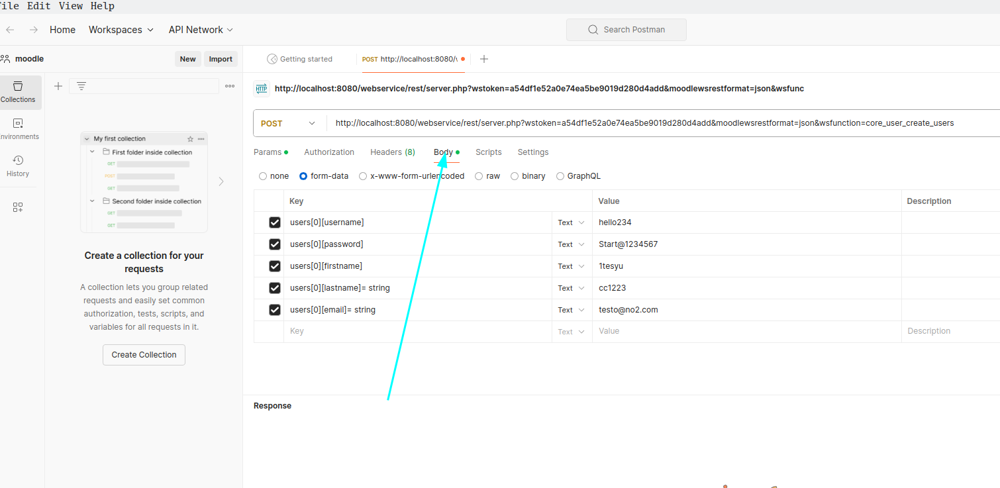 File Edit View Help
Home Workspaces API Network Search Postman
moodle New Import Getting started POST http://localhost:8080/
http://localhost:8080/webservice/rest/server.php?wstoken=a54df1e52a0e74ea5be9019d280d4add&moodlewsrestformat=json&wsfunc
Collections
POST http://localhost:8080/webservice/rest/server.php?wstoken=a54df1e52a0e74ea5be9019d280d4add&moodlewsrestformat=json&wsfunction=core_user_create_users
Environments
History
Params Authorization Headers (8) Body Scripts Settings
none form-data x-www-form-urlencoded raw binary GraphQL
Key Value Description
users[0][username] Text hello234
users[0][password] Text Start@1234567
users[0][firstname] Text 1tesyu
users[0][lastname]= string Text cc1223
users[0][email]= string Text testo@no2.com
Key Text Value Description
My first collection
First folder inside collection
GET
POST
GET
Second folder inside collection
GET
GET
Create a collection for your
requests
A collection lets you group related
requests and easily set common
authorization, tests, scripts, and
variables for all requests in it.
Create Collection
Response